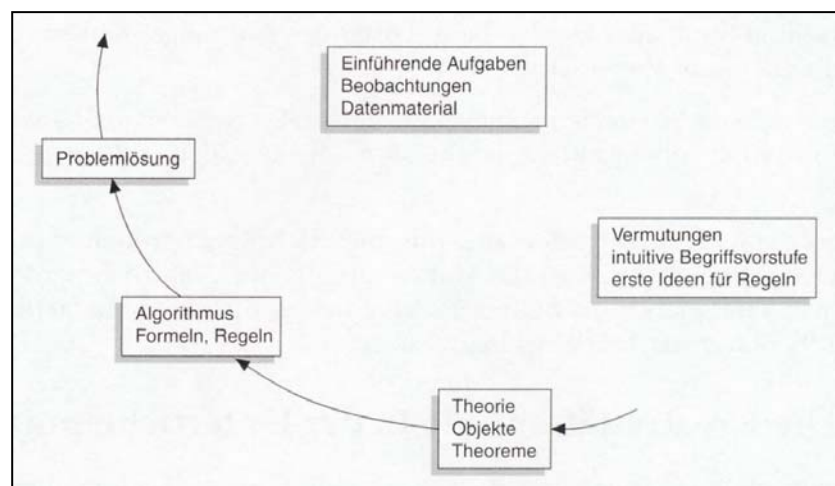 Einführende Aufgaben
Beobachtungen
Datenmaterial
Problemlösung
Vermutungen
intuitive Begriffsvorstufe
erste Ideen für Regeln
Algorithmus
Formeln, Regeln
Theorie
Objekte
Theoreme